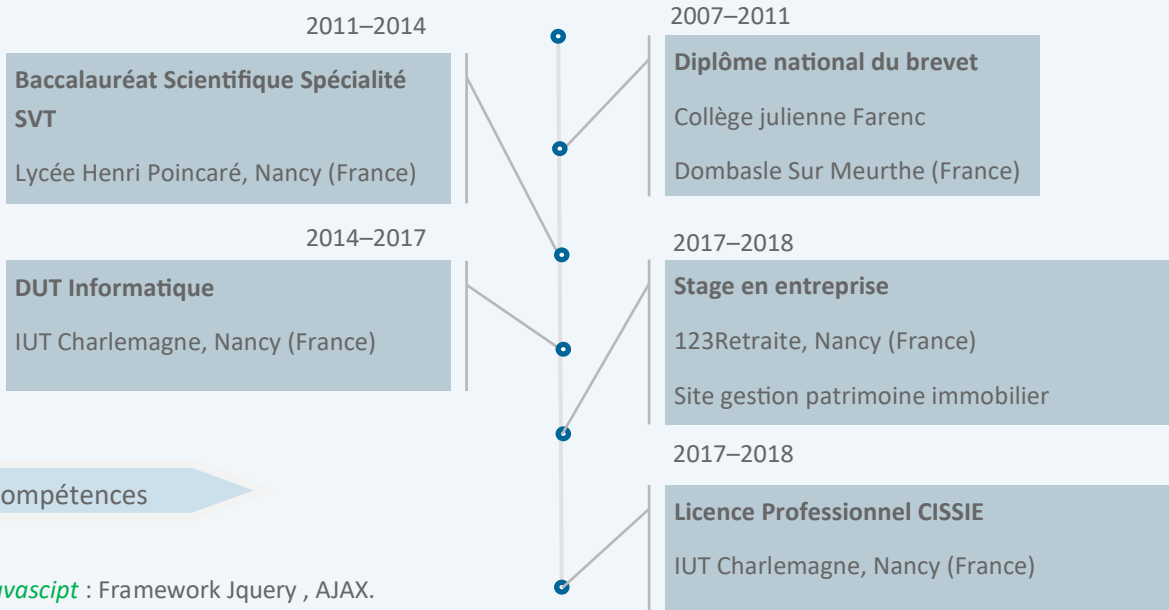 2011–2014
Baccalauréat Scientifique Spécialité
SVT
Lycée Henri Poincaré, Nancy (France)
2007–2011
Diplôme national du brevet
Collège julienne Farenc
Dombasle Sur Meurthe (France)
2014–2017
DUT Informatique
IUT Charlemagne, Nancy (France)
2017–2018
Stage en entreprise
123Retraite, Nancy (France)
Site gestion patrimoine immobilier
2017–2018
Licence Professionnel CISSIE
IUT Charlemagne, Nancy (France)
ompétences
vascipt : Framework Jquery , AJAX.